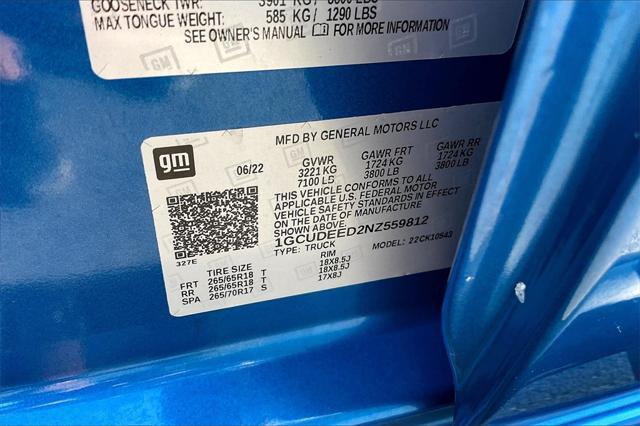 GOOSENECK TWR: 3901 KG / 8600 LBS
MAX TONGUE WEIGHT: 585 KG / 1290 LBS
SEE OWNER'S MANUAL FOR MORE INFORMATION
gm
MFD BY GENERAL MOTORS LLC
06/22 GVWR GAWR FRT GAWR RR
3221 KG 1724 KG 1724 KG
7100 LB 3800 LB 3800 LB
THIS VEHICLE CONFORMS TO ALL
APPLICABLE U.S. FEDERAL MOTOR
VEHICLE SAFETY STANDARDS IN EFFECT
ON THE DATE OF MANUFACTURE
1GCUDEED2NZ559812
TYPE: TRUCK MODEL: 22CK10543
327E
TIRE SIZE RIM
FRT 265/65R18 T 18X8.5J
RR 265/65R18 T 18X8.5J
SPA 265/70R17 S 17X8J